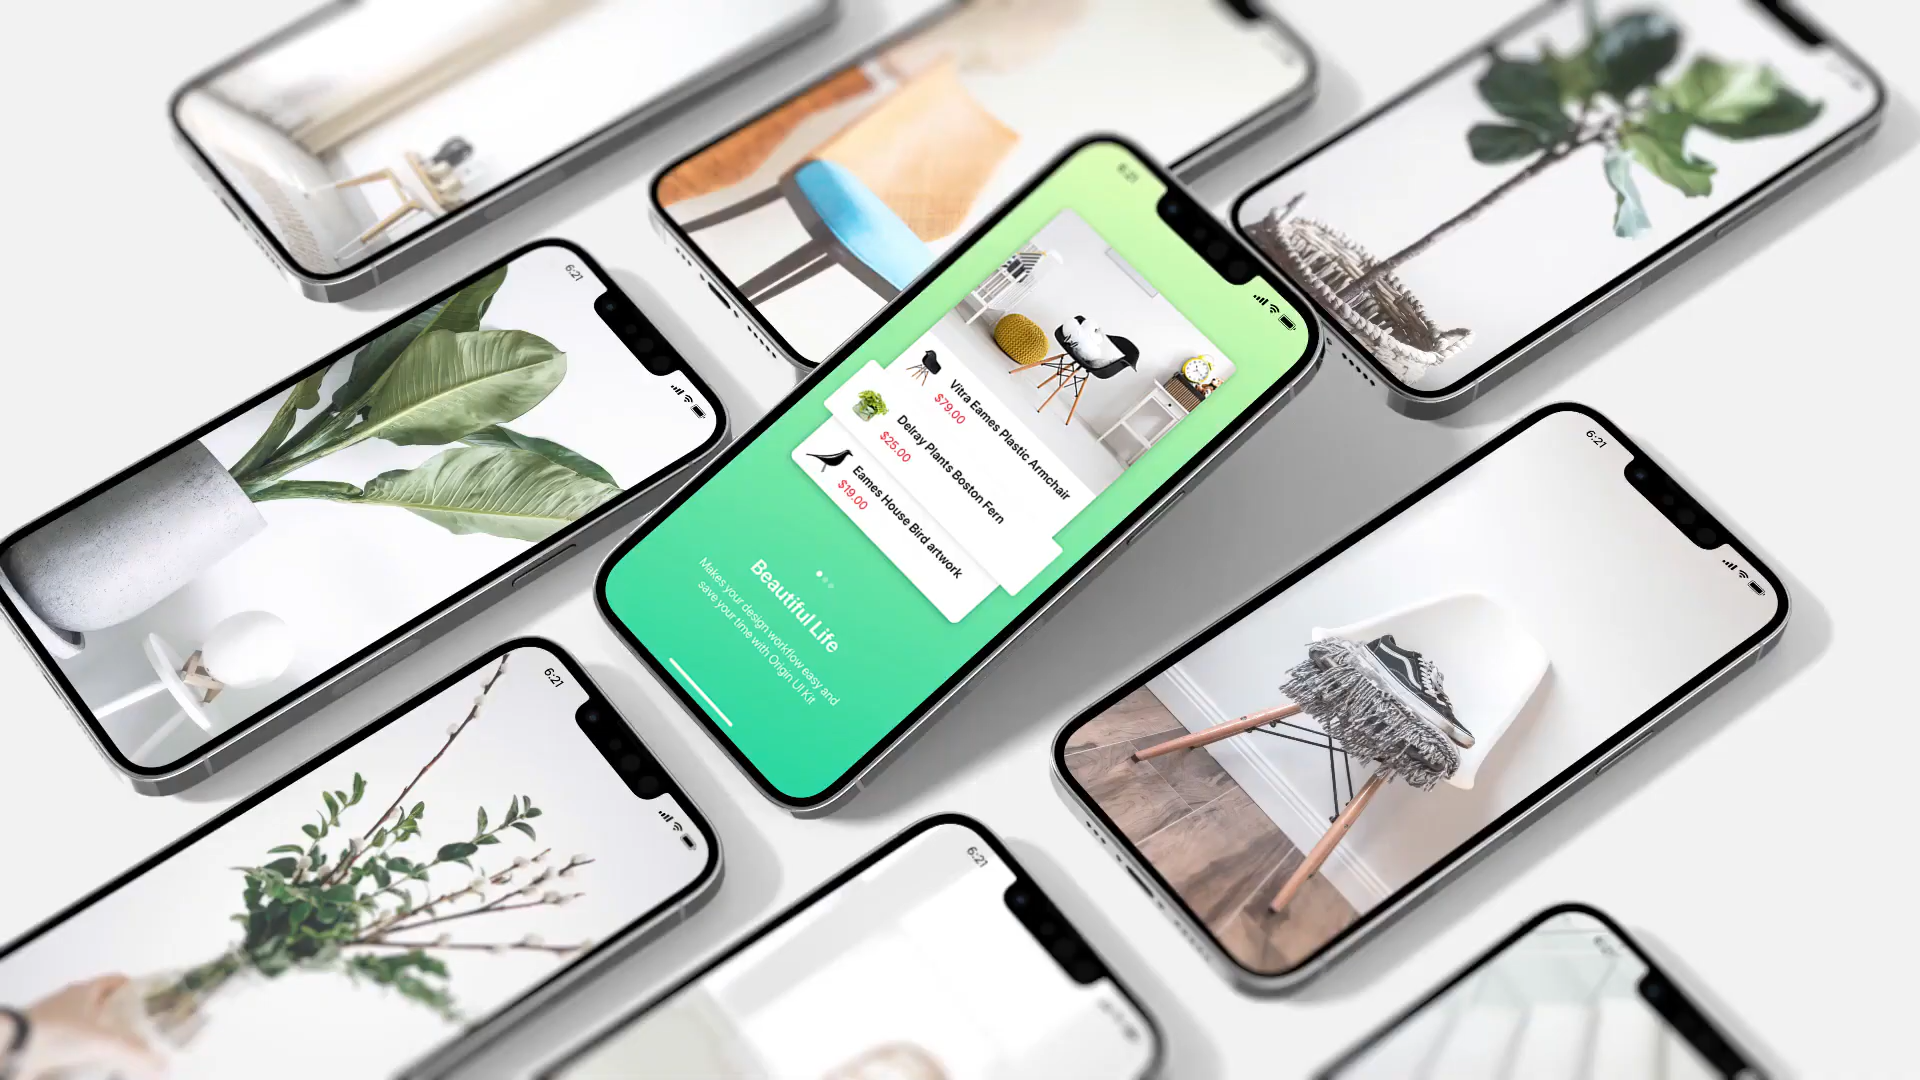 6:21
6:21
Vitra Eames Plastic Armchair
$79.00
Delray Plants Boston Fern
$25.00
Eames House Bird artwork
$19.00
Beautiful Life
Makes your design workflow easy and
save your time with Origin UI Kit
6:21
6:21
6:21
6:21